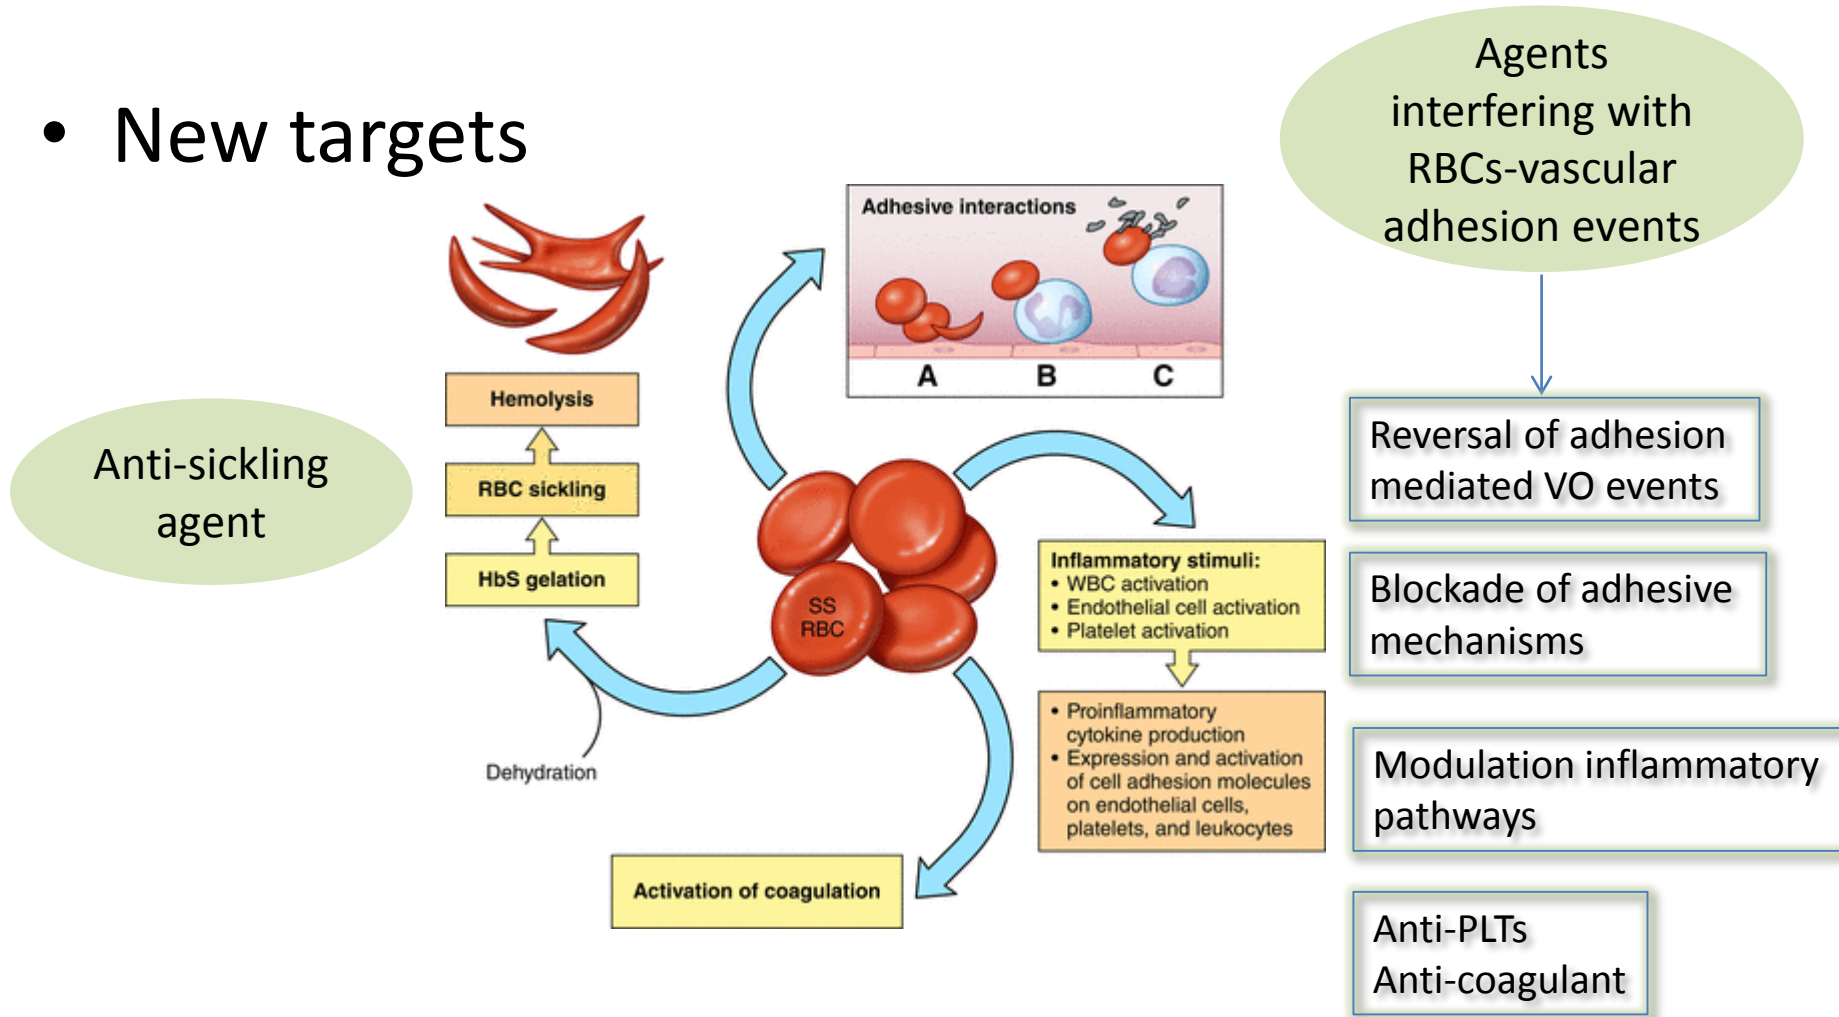 • New targets
Agents
interfering with
RBCs-vascular
adhesion events
Adhesive interactions
A B C
Hemolysis
RBC sickling
HbS gelation
Anti-sickling
agent
SS
RBC
Dehydration
Inflammatory stimuli:
• WBC activation
• Endothelial cell activation
• Platelet activation
• Proinflammatory
cytokine production
• Expression and activation
of cell adhesion molecules
on endothelial cells,
platelets, and leukocytes
Activation of coagulation
Reversal of adhesion
mediated VO events
Blockade of adhesive
mechanisms
Modulation inflammatory
pathways
Anti-PLTs
Anti-coagulant